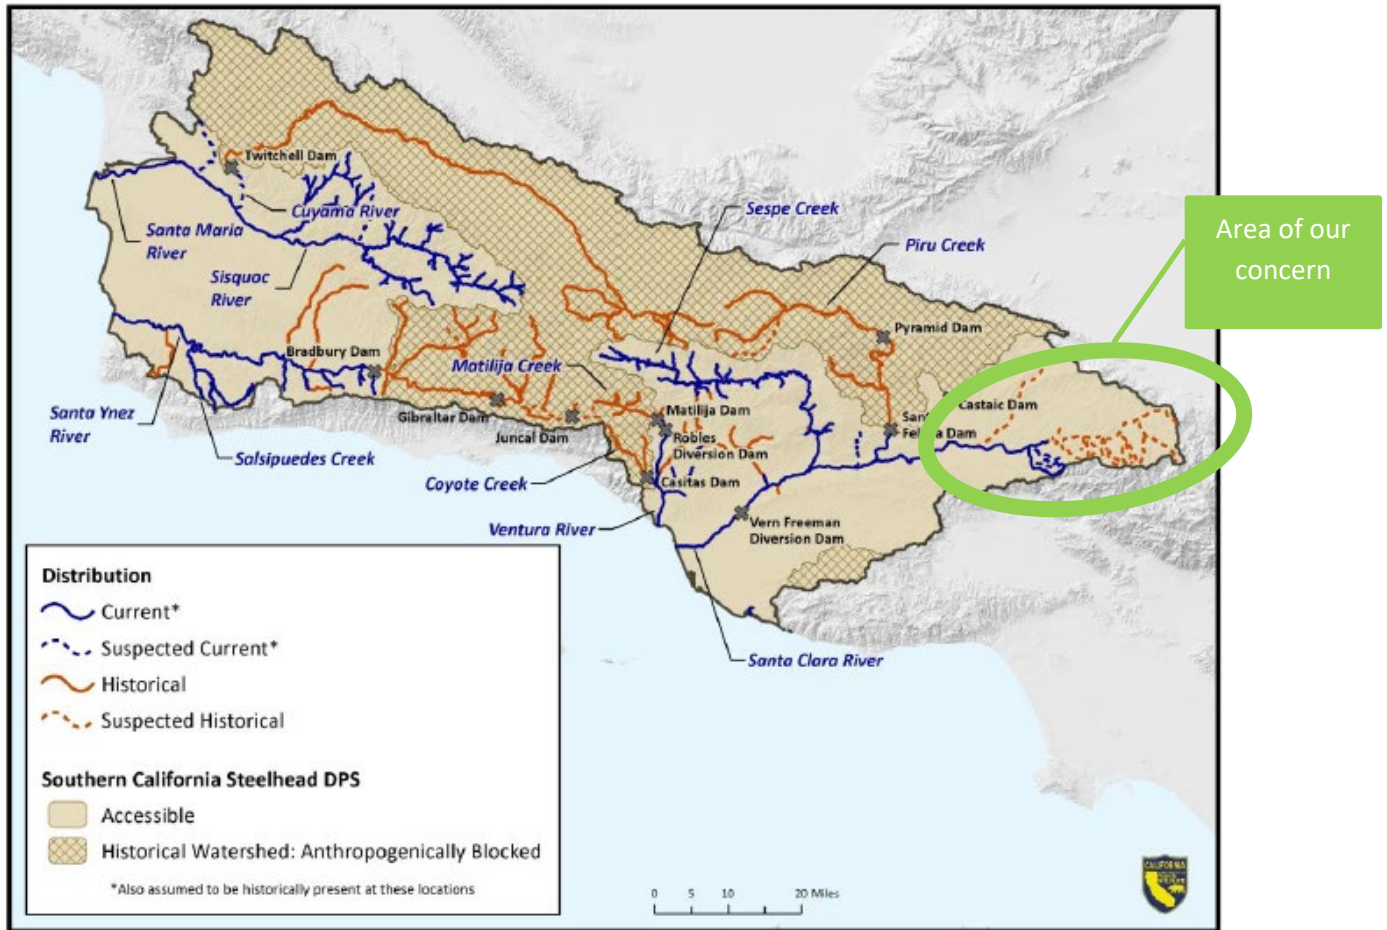 Twitchell Dam
Cuyama River
Santa Maria
River
Sisquoc
River
Sespe Creek
Piru Creek
Area of our
concern
Pyramid Dam
Bradbury Dam
Matilija Creek
Castaic Dam
Santa Ynez
River
Gibraltar Dam
Juncal Dam
Matilija Dam
Robles
Diversion Dam
Dam
Salsipuedes Creek
Coyote Creek
Casitas Dam
Ventura River
Vern Freeman
Diversion Dam
Santa Clara River
Distribution
Current*
Suspected Current*
Historical
Suspected Historical
Southern California Steelhead DPS
Accessible
Historical Watershed: Anthropogenically Blocked
*Also assumed to be historically present at these locations
0 5 10 20 Miles
CALIFORNIA